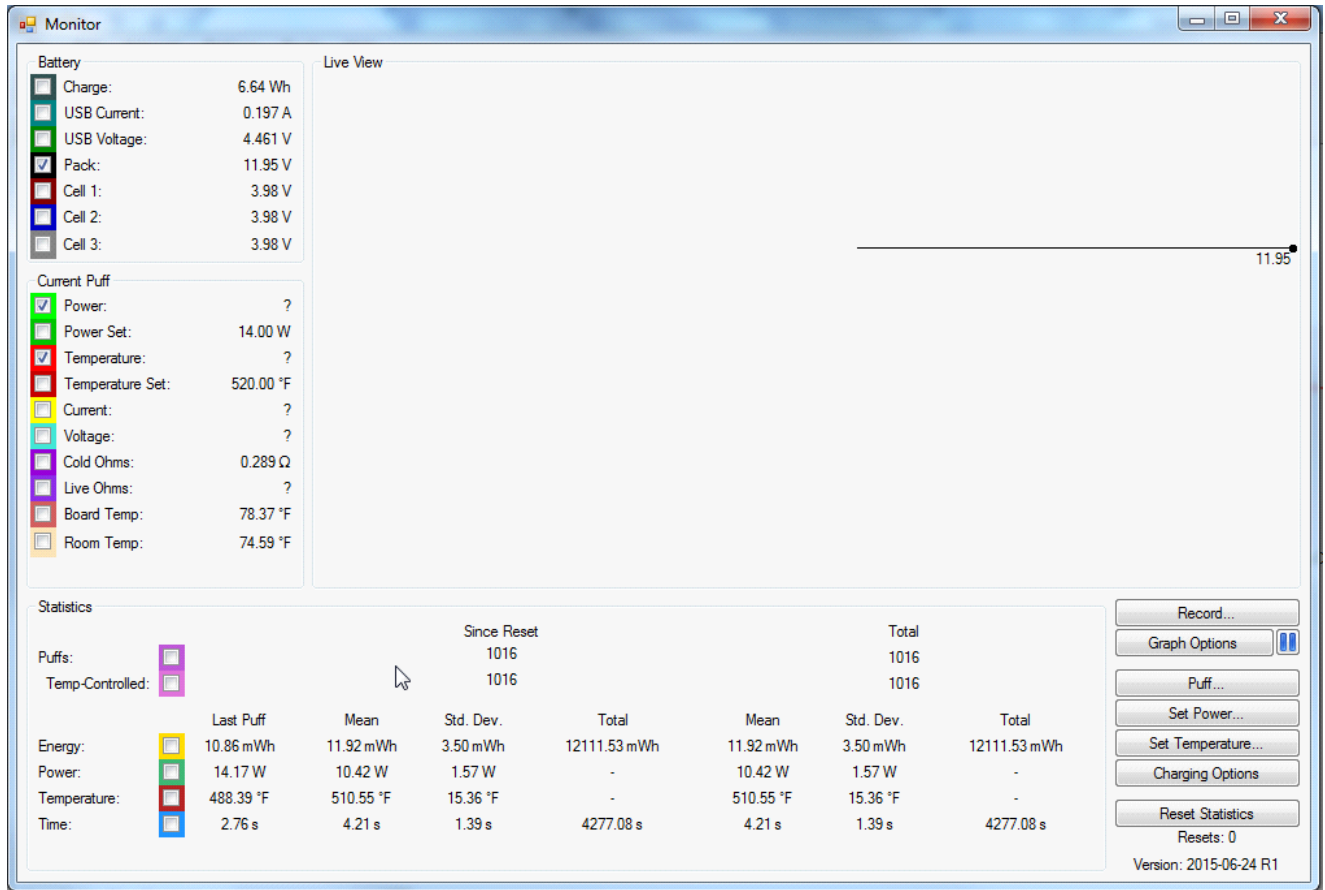 Monitor
Battery
Charge: 6.64 Wh
USB Current: 0.197 A
USB Voltage: 4.461 V
Pack: 11.95 V
Cell 1: 3.98 V
Cell 2: 3.98 V
Cell 3: 3.98 V
Current Puff
Power: ?
Power Set: 14.00 W
Temperature: ?
Temperature Set: 520.00 °F
Current: ?
Voltage: ?
Cold Ohms: 0.289 Ω
Live Ohms: ?
Board Temp: 78.37 °F
Room Temp: 74.59 °F
Live View
11.95
Statistics
Since Reset Total
Puffs: 1016 1016
Temp-Controlled: 1016 1016
Last Puff Mean Std. Dev. Total Mean Std. Dev. Total
Energy: 10.86 mWh 11.92 mWh 3.50 mWh 12111.53 mWh 11.92 mWh 3.50 mWh 12111.53 mWh
Power: 14.17 W 10.42 W 1.57 W - 10.42 W 1.57 W -
Temperature: 488.39 °F 510.55 °F 15.36 °F - 510.55 °F 15.36 °F -
Time: 2.76 s 4.21 s 1.39 s 4277.08 s 4.21 s 1.39 s 4277.08 s
Record...
Graph Options
Puff...
Set Power...
Set Temperature...
Charging Options
Reset Statistics
Resets: 0
Version: 2015-06-24 R1